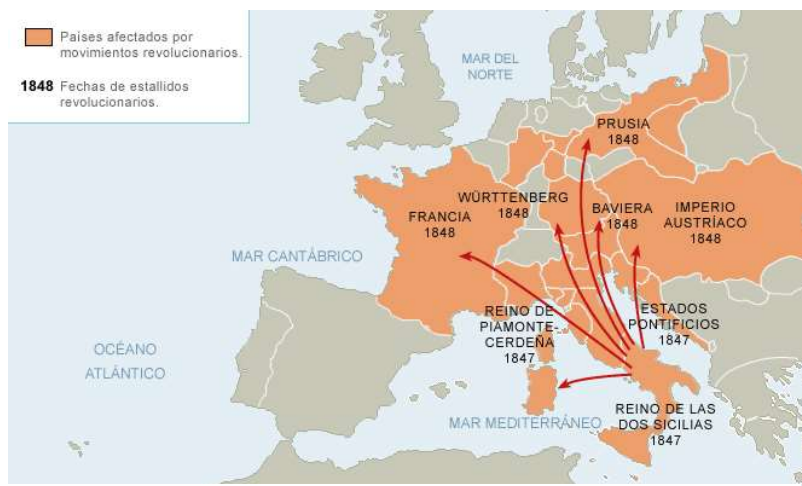 Países afectados por
movimientos revolucionarios.
1848 Fechas de estallidos
revolucionarios.
MAR DEL
NORTE
PRUSIA
1848
WÜRTTENBERG
1848
BAVIERA
1848
IMPERIO
AUSTRÍACO
1848
FRANCIA
1848
MAR CANTÁBRICO
REINO DE
PIAMONTE-
CERDEÑA
1847
ESTADOS
PONTIFICIOS
1847
OCÉANO
ATLÁNTICO
MAR MEDITERRÁNEO
REINO DE LAS
DOS SICILIAS
1847